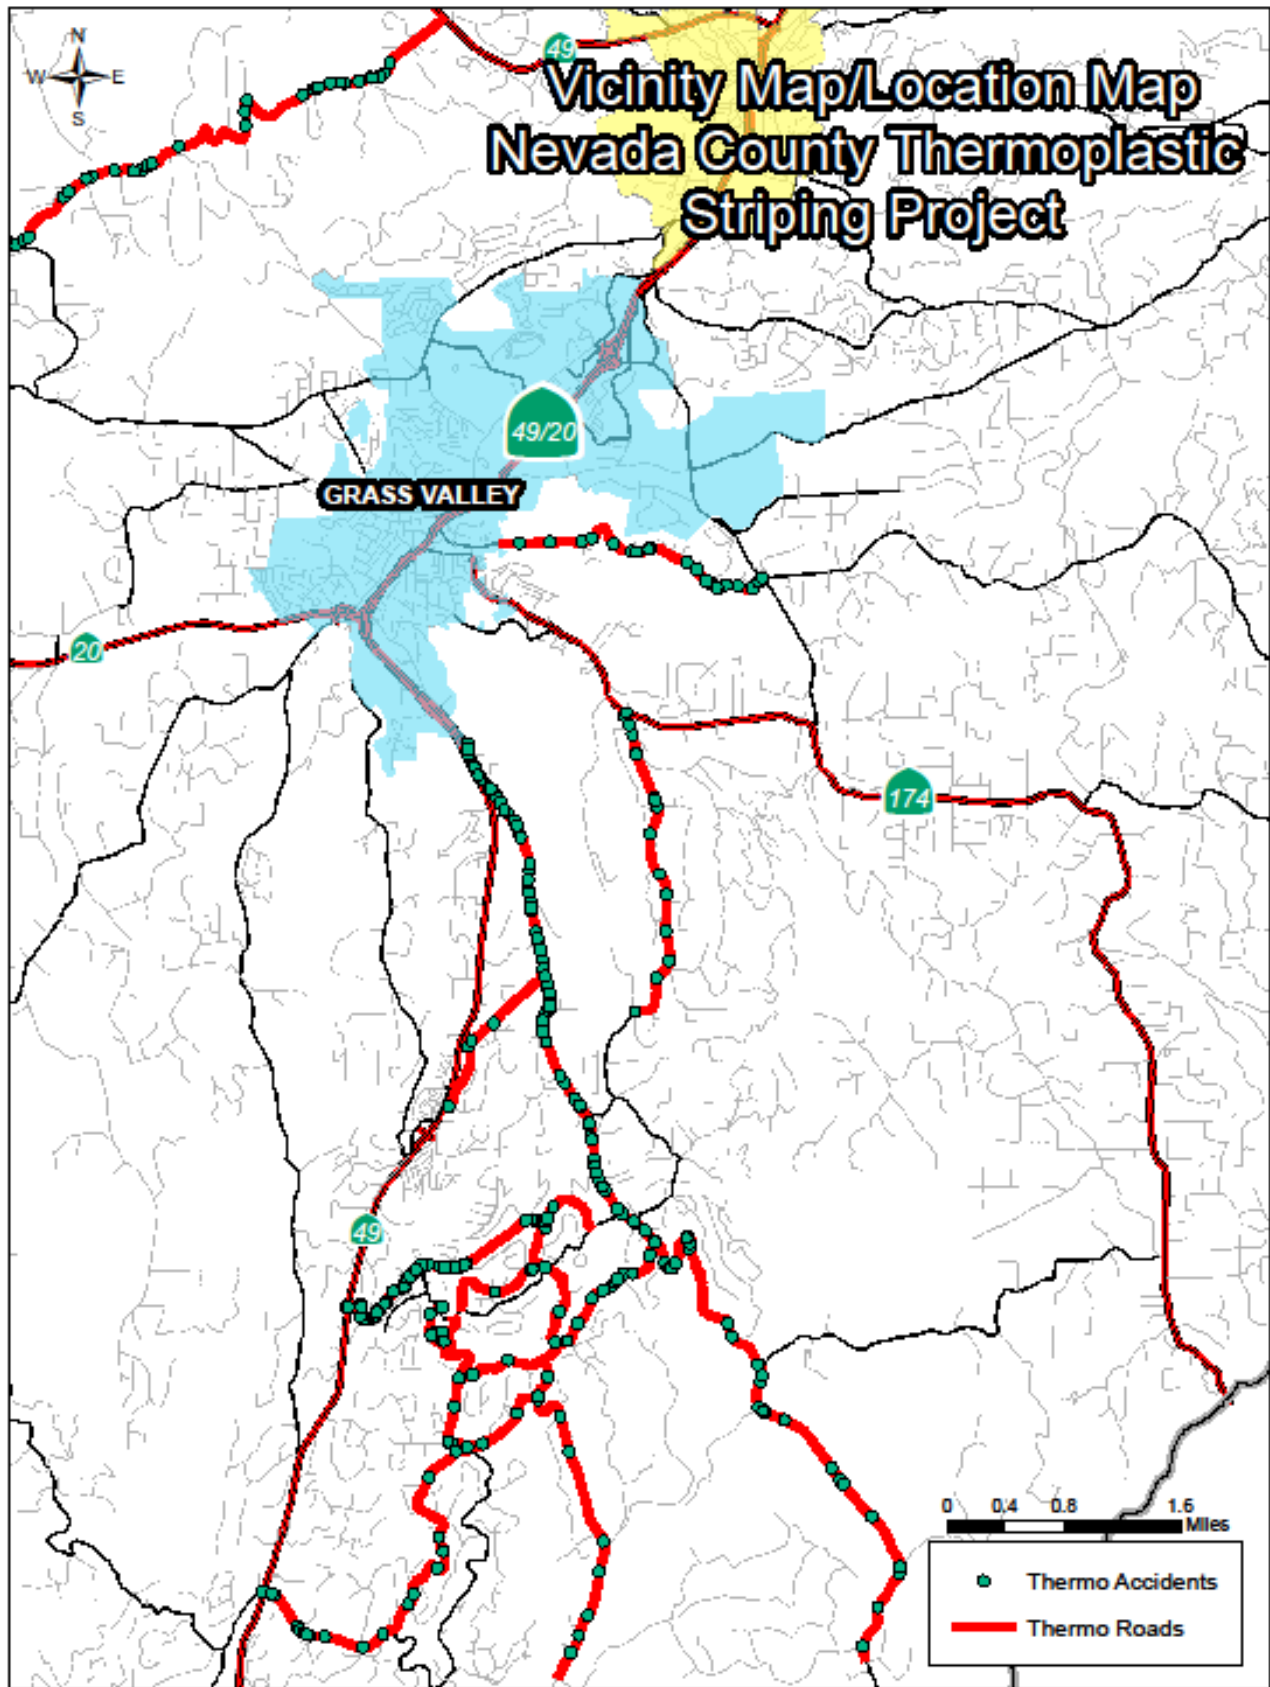 N
W E
S
49
Vicinity Map/Location Map
Nevada County Thermoplastic
Striping Project
49/20
GRASS VALLEY
20
174
49
0 0.4 0.8 1.6
Miles
Thermo Accidents
Thermo Roads